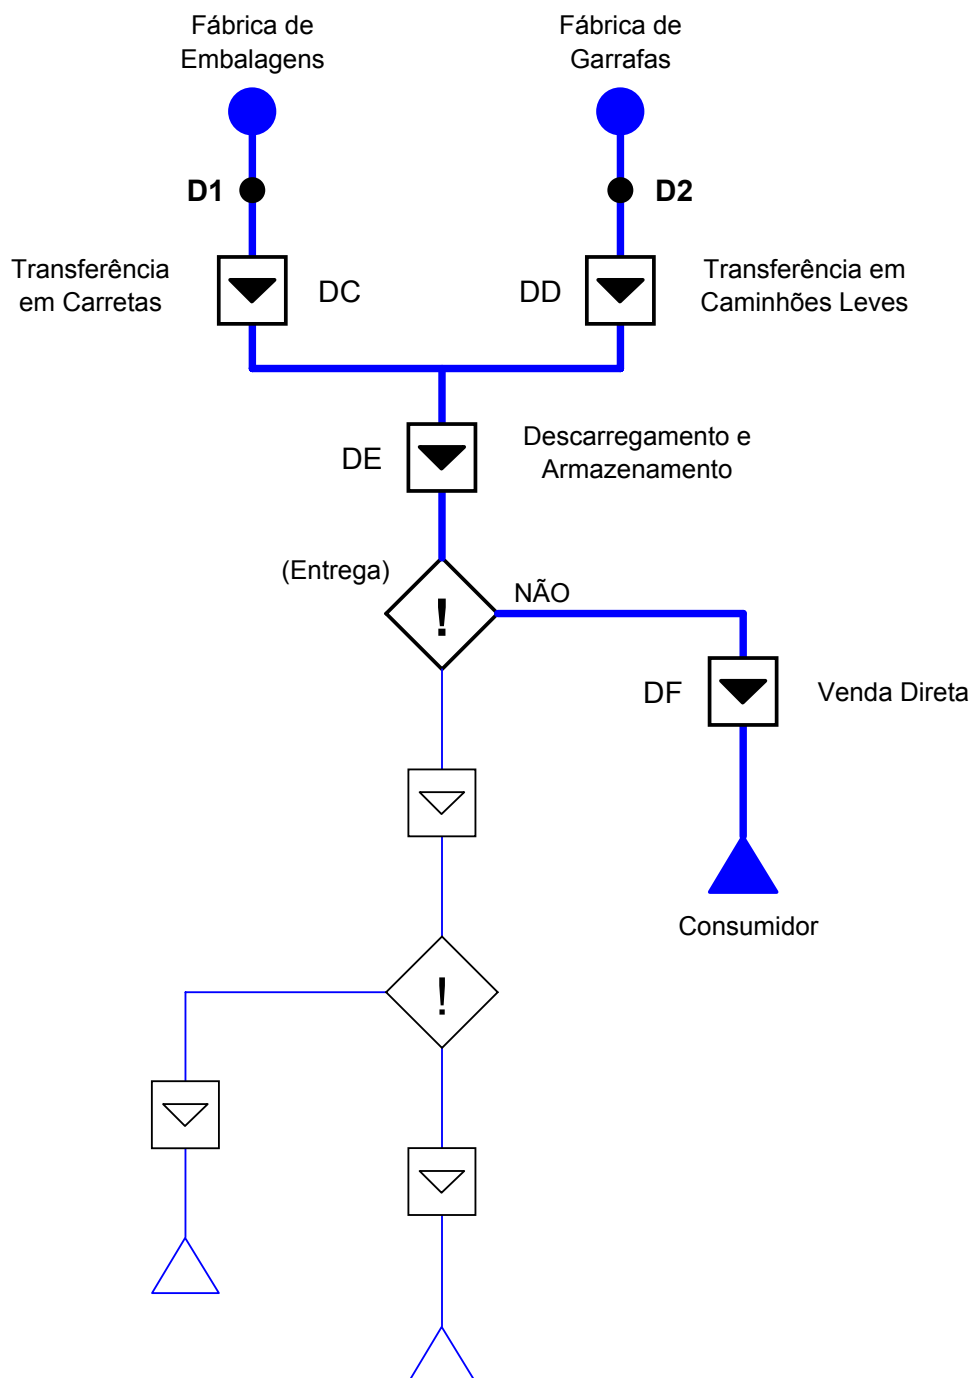 Fábrica de
Embalagens
Fábrica de
Garrafas
D1
D2
Transferência
em Carretas
DC
DD
Transferência em
Caminhões Leves
DE
Descarregamento e
Armazenamento
(Entrega)
!
NÃO
DF
Venda Direta
Consumidor
!